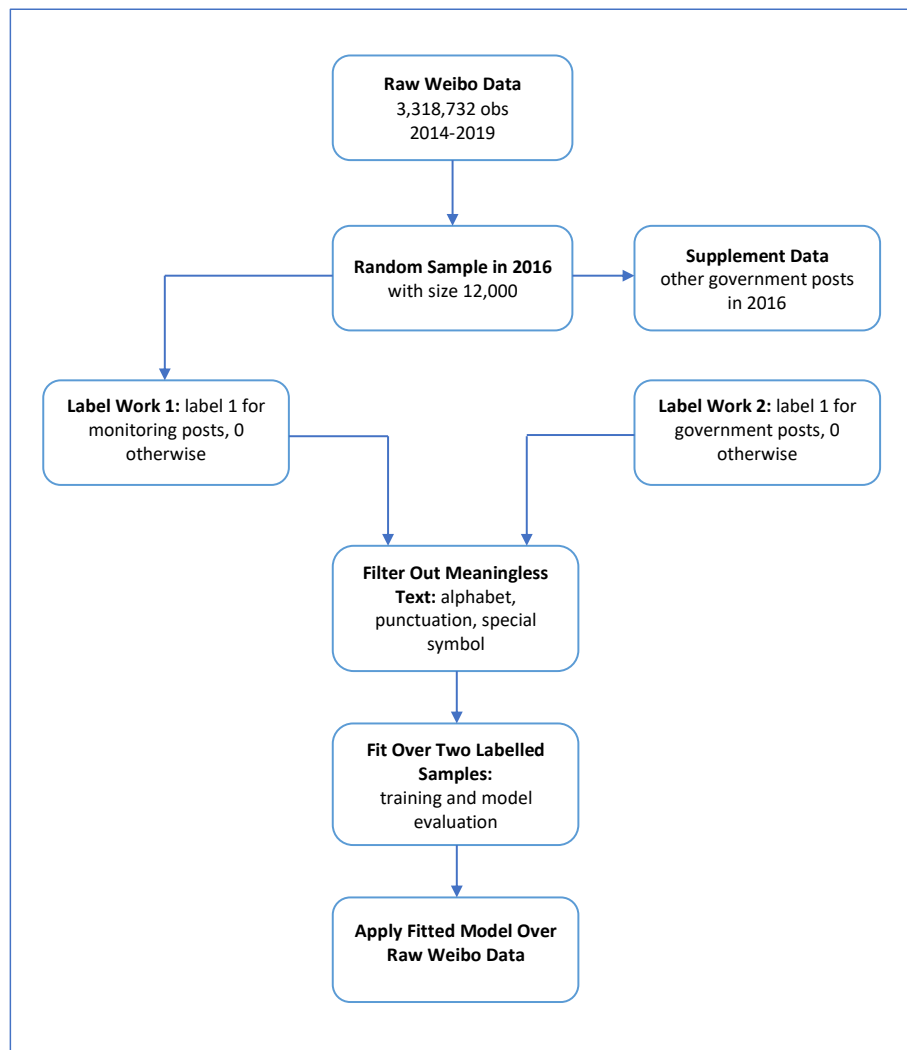 Raw Weibo Data
3,318,732 obs
2014-2019
Random Sample in 2016
with size 12,000
Supplement Data
other government posts
in 2016
Label Work 1: label 1 for
monitoring posts, 0
otherwise
Label Work 2: label 1 for
government posts, 0
otherwise
Filter Out Meaningless
Text: alphabet,
punctuation, special
symbol
Fit Over Two Labelled
Samples:
training and model
evaluation
Apply Fitted Model Over
Raw Weibo Data